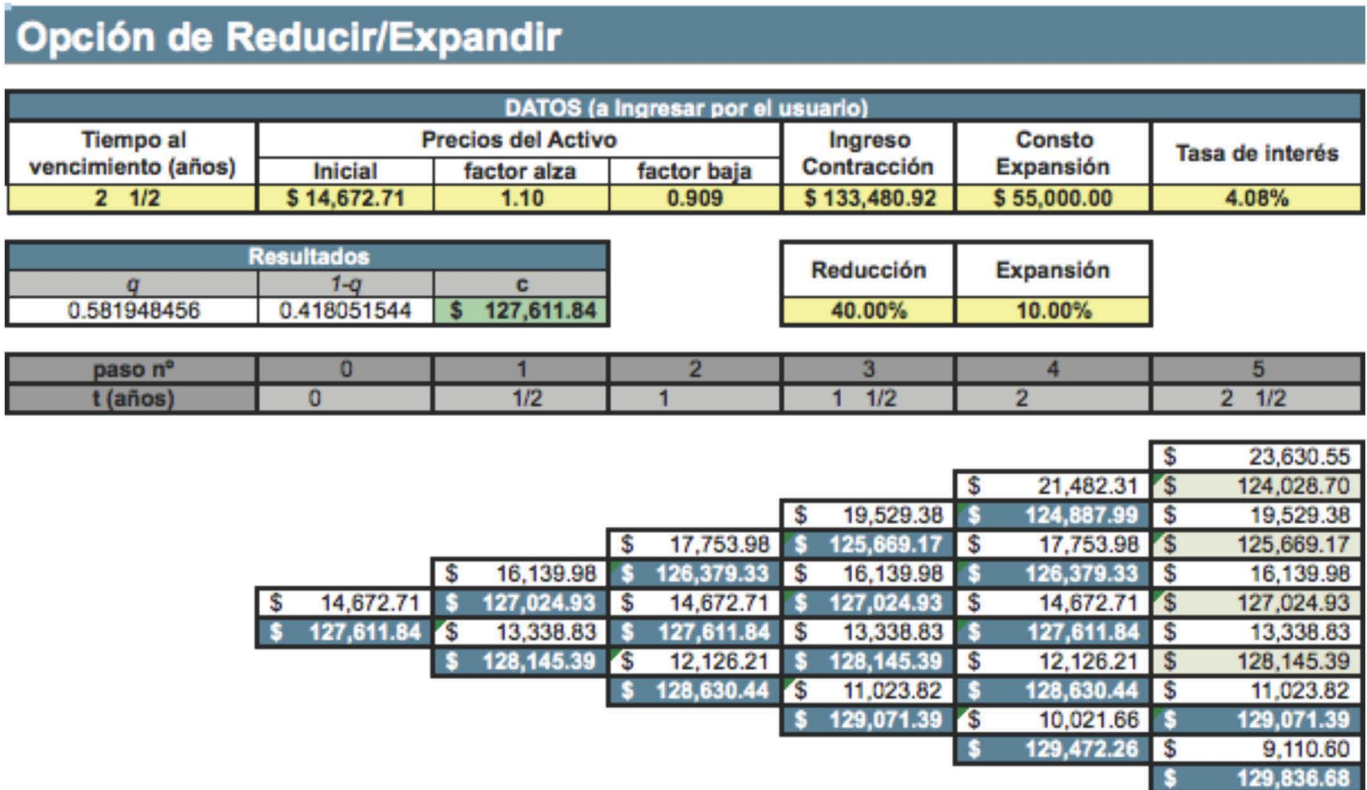 Opción de Reducir/Expandir
DATOS (a Ingresar por el usuario)
Tiempo al vencimiento (años) Precios del Activo Ingreso Contracción Consto Expansión Tasa de interés
Inicial factor alza factor baja
2 1/2 $ 14,672.71 1.10 0.909 $ 133,480.92 $ 55,000.00 4.08%
Resultados Reducción Expansión
q 1-q c
0.581948456 0.418051544 $ 127,611.84 40.00% 10.00%
paso nº 0 1 2 3 4 5
t (años) 0 1/2 1 1 1/2 2 2 1/2
$ 23,630.55
$ 21,482.31 $ 124,028.70
$ 19,529.38 $ 124,887.99 $ 19,529.38
$ 17,753.98 $ 125,669.17 $ 17,753.98 $ 125,669.17
$ 16,139.98 $ 126,379.33 $ 16,139.98 $ 126,379.33 $ 16,139.98
$ 14,672.71 $ 127,024.93 $ 14,672.71 $ 127,024.93 $ 14,672.71 $ 127,024.93
$ 127,611.84 $ 13,338.83 $ 127,611.84 $ 13,338.83 $ 127,611.84 $ 13,338.83
$ 128,145.39 $ 12,126.21 $ 128,145.39 $ 12,126.21 $ 128,145.39
$ 128,630.44 $ 11,023.82 $ 128,630.44 $ 11,023.82
$ 129,071.39 $ 10,021.66 $ 129,071.39
$ 129,472.26 $ 9,110.60
$ 129,836.68